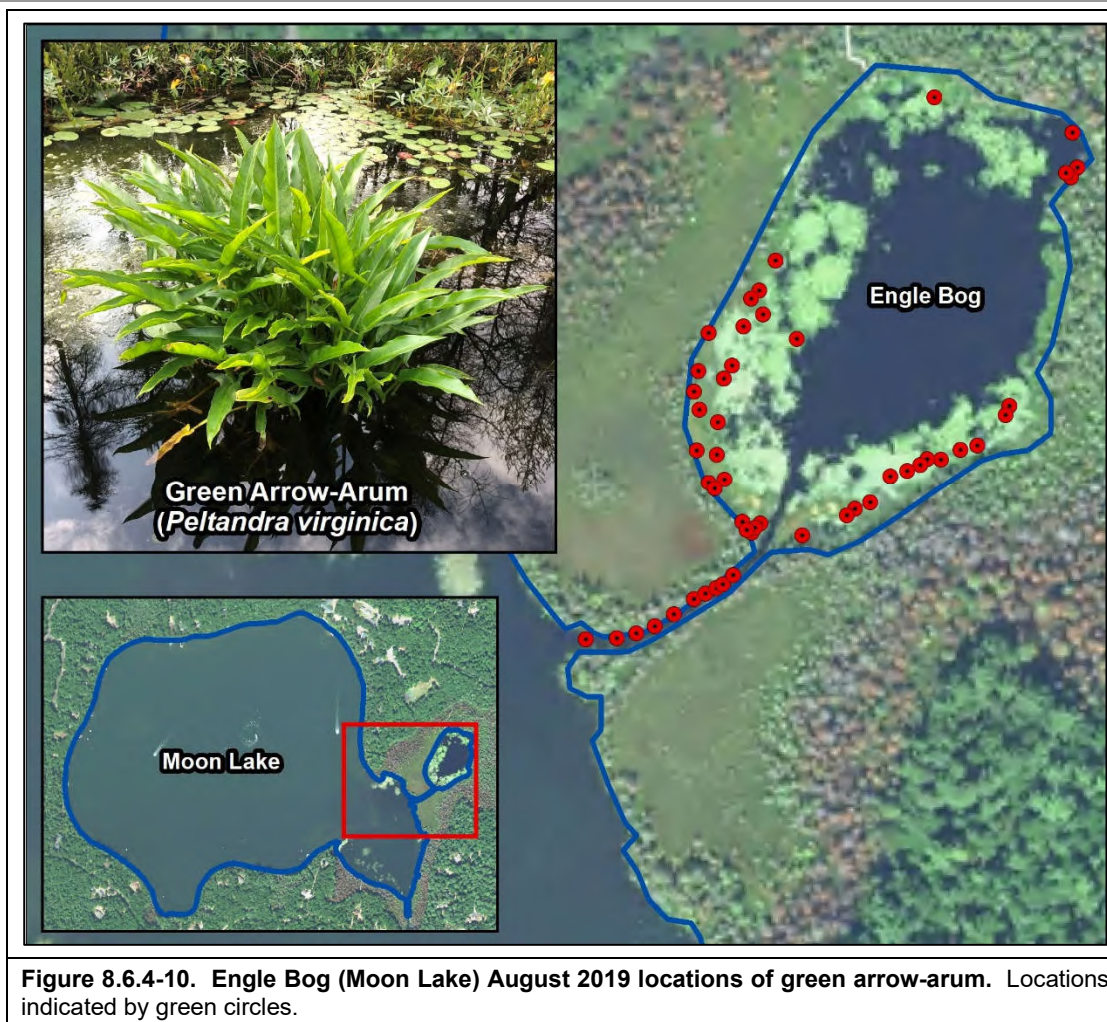 Engle Bog
Green Arrow-Arum
(Peltandra virginica)
Moon Lake
Figure 8.6.4-10. Engle Bog (Moon Lake) August 2019 locations of green arrow-arum. Locations
indicated by green circles.